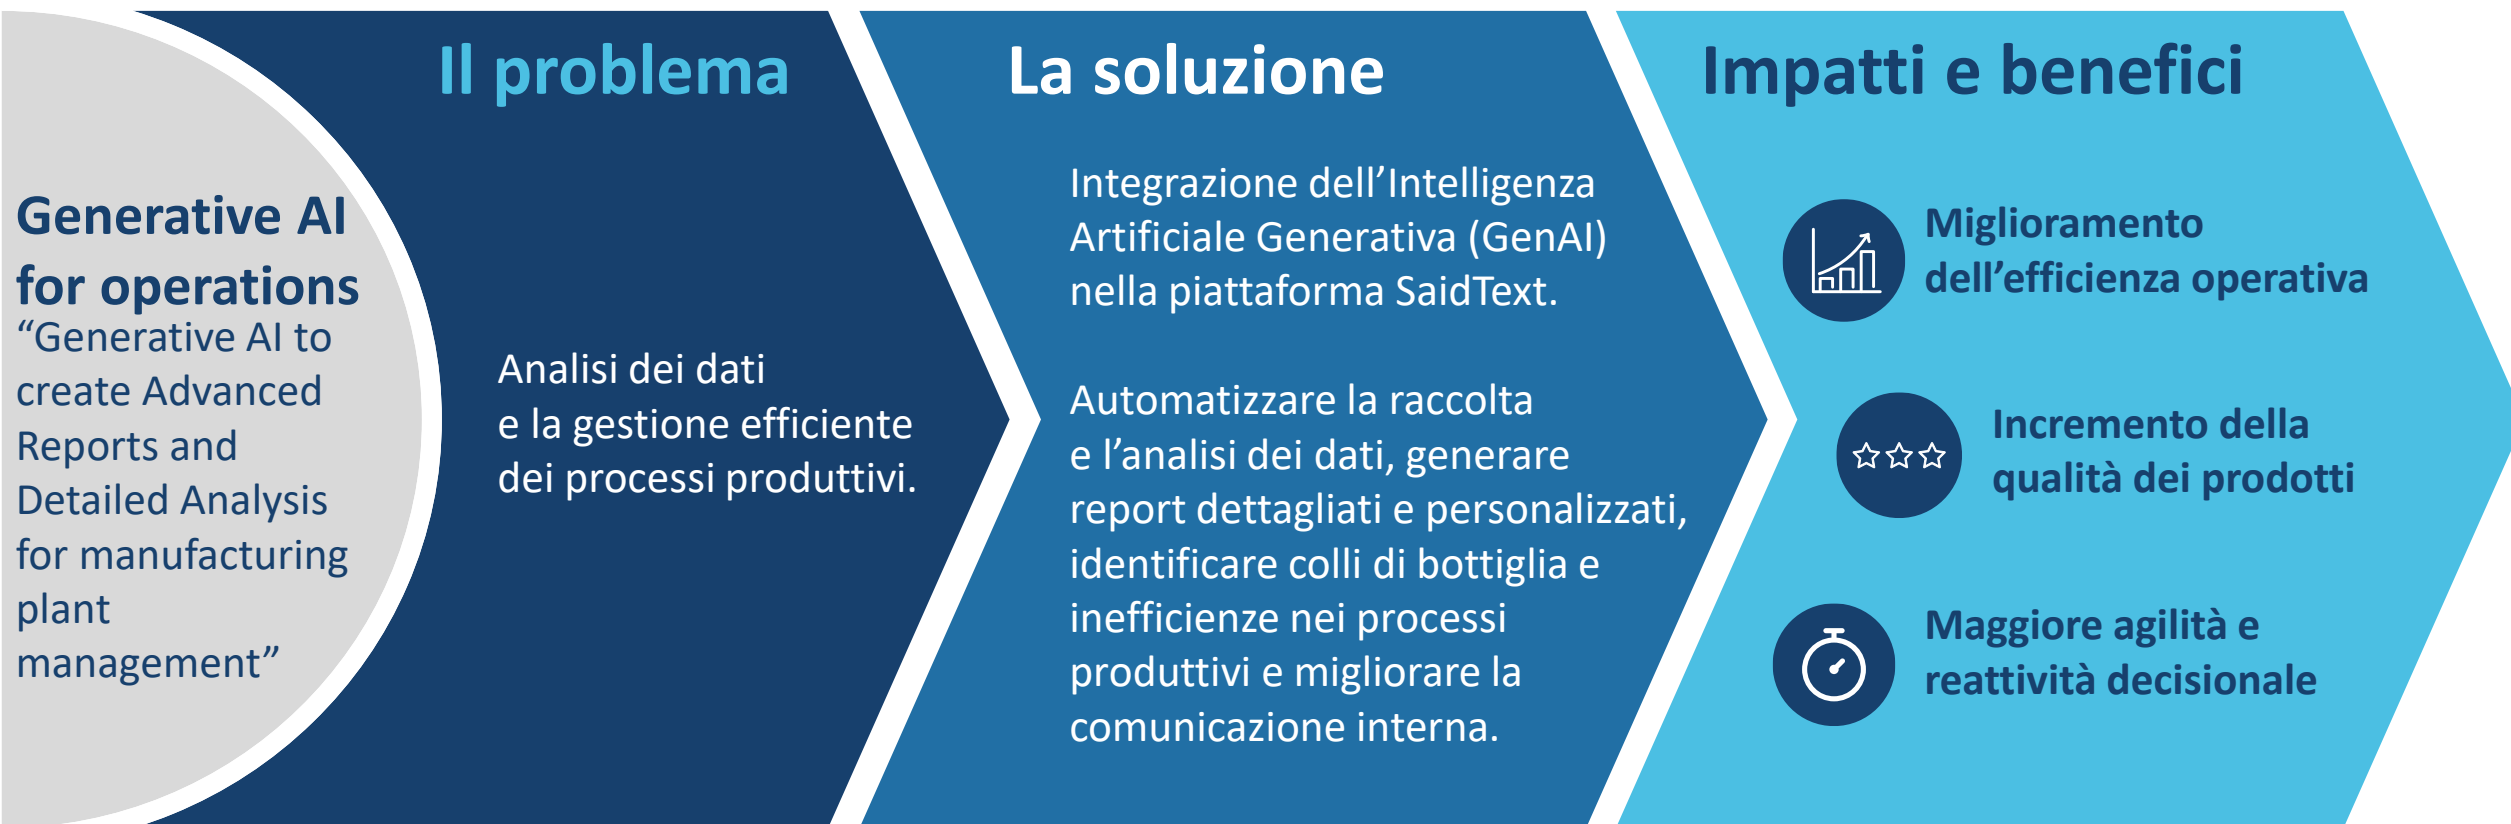 Generative AI
for operations
“Generative AI to
create Advanced
Reports and
Detailed Analysis
for manufacturing
plant
management”
Il problema
Analisi dei dati
e la gestione efficiente
dei processi produttivi.
La soluzione
Integrazione dell’Intelligenza
Artificiale Generativa (GenAI)
nella piattaforma SaidText.
Automatizzare la raccolta
e l’analisi dei dati, generare
report dettagliati e personalizzati,
identificare colli di bottiglia e
inefficienze nei processi
produttivi e migliorare la
comunicazione interna.
Impatti e benefici
Miglioramento
dell’efficienza operativa
Incremento della
qualità dei prodotti
Maggiore agilità e
reattività decisionale